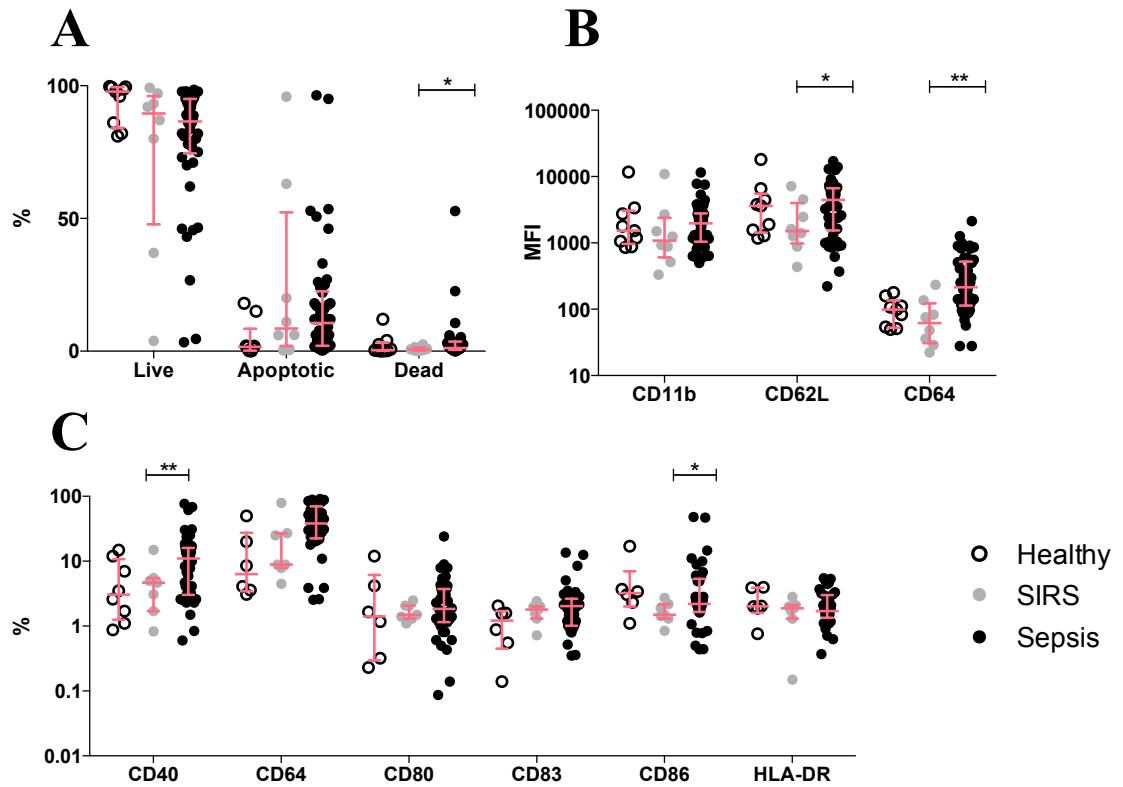 A
*
100
50
0
%
Live Apoptotic Dead
B
* **
100000
10000
1000
100
10
MFI
CD11b CD62L CD64
C
** *
100
10
1
0.1
0.01
%
CD40 CD64 CD80 CD83 CD86 HLA-DR
Healthy
SIRS
Sepsis